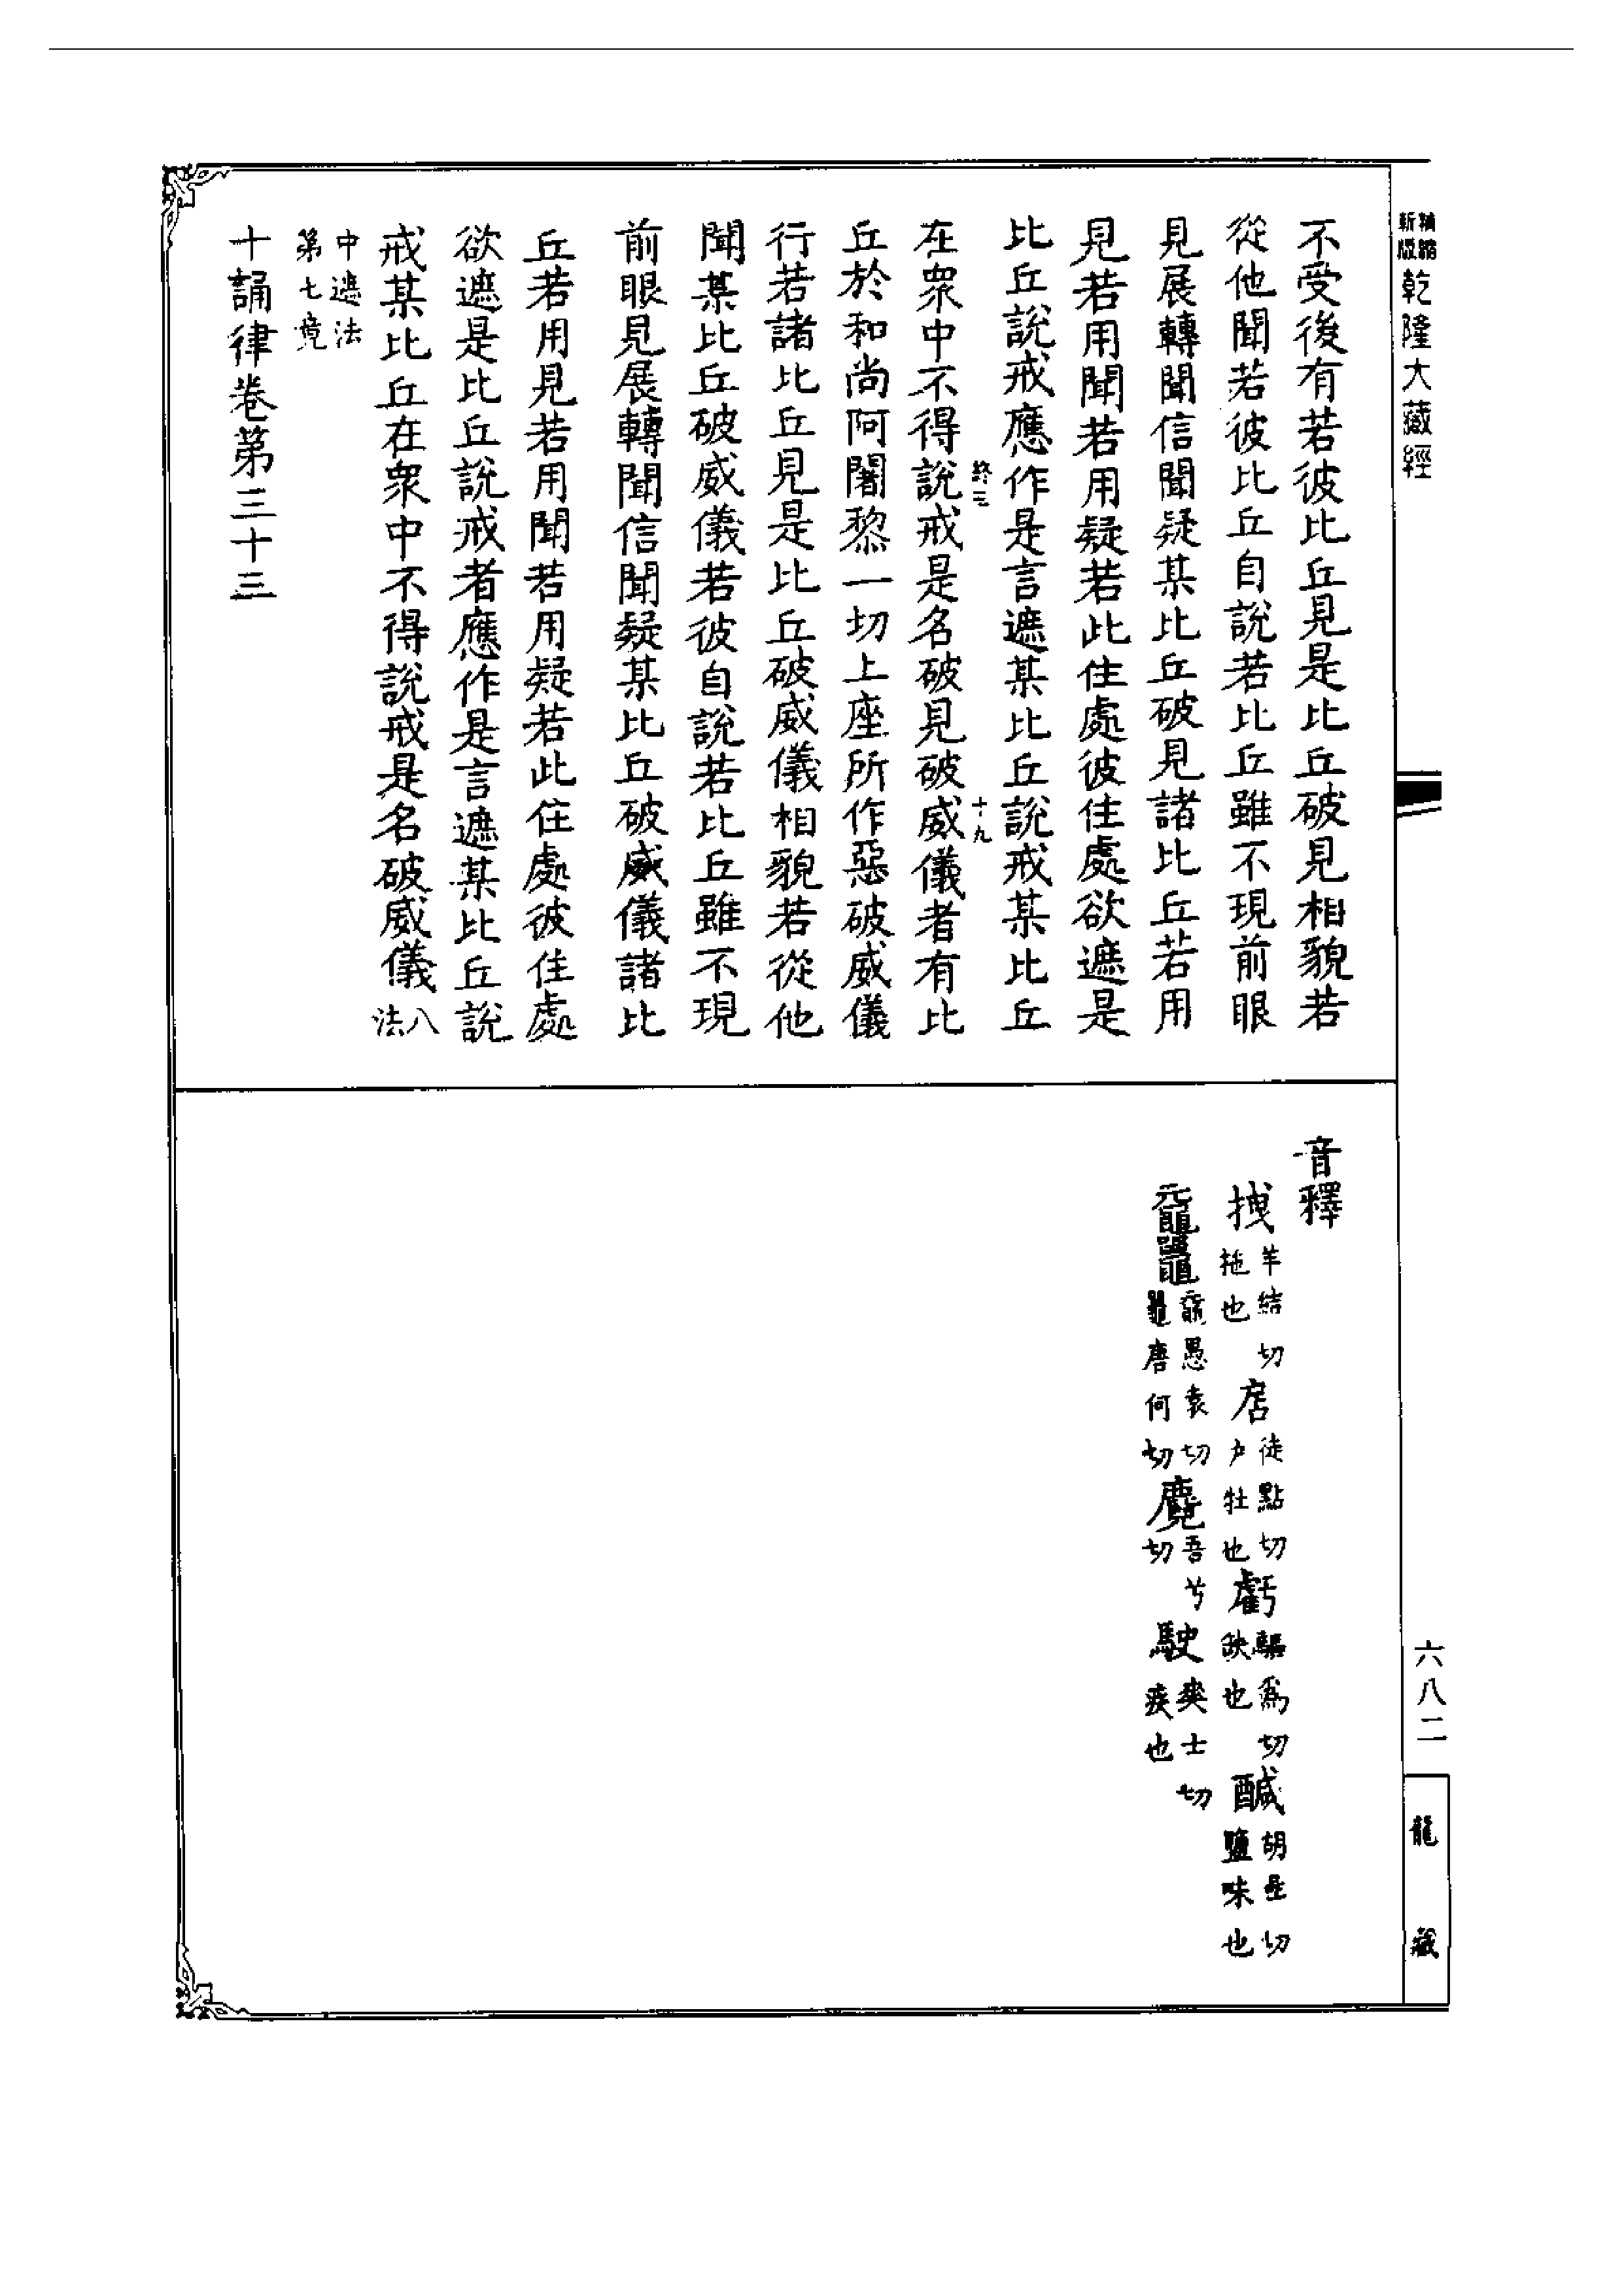 新版精縮乾隆大藏經
不受後有若彼比丘見是比丘破見相貌若
從他聞若彼比丘自說若比丘雖不現前眼
見展轉聞信聞疑某比丘破見諸比丘若用
見若用聞若用疑若此住處彼住處欲遮是
比丘說戒應作是言遮某比丘說戒某比丘
終三
十九
在衆中不得說戒是名破見破威儀者有比
丘於和尚阿闍黎一切上座所作惡破威儀
行若諸比丘見是比丘破威儀相貌若從他
聞某比丘破威儀若彼自說若比丘雖不現
前眼見展轉聞信聞疑某比丘破威儀諸比
丘若用見若用聞若用疑若此住處彼住處
欲遮是比丘說戒者應作是言遮某比丘說
戒某比丘在衆中不得說戒是名破威儀八法
中遮法
第七竟
十誦律卷第三十三
音釋
拽羊結切拖也扂徒點切户牡也虧驅爲切缺也醎胡嵓切鹽味也
黿鼉黿愚袁切鼉唐何切麑吾兮切駛爽士切疾也
六八二
龍藏